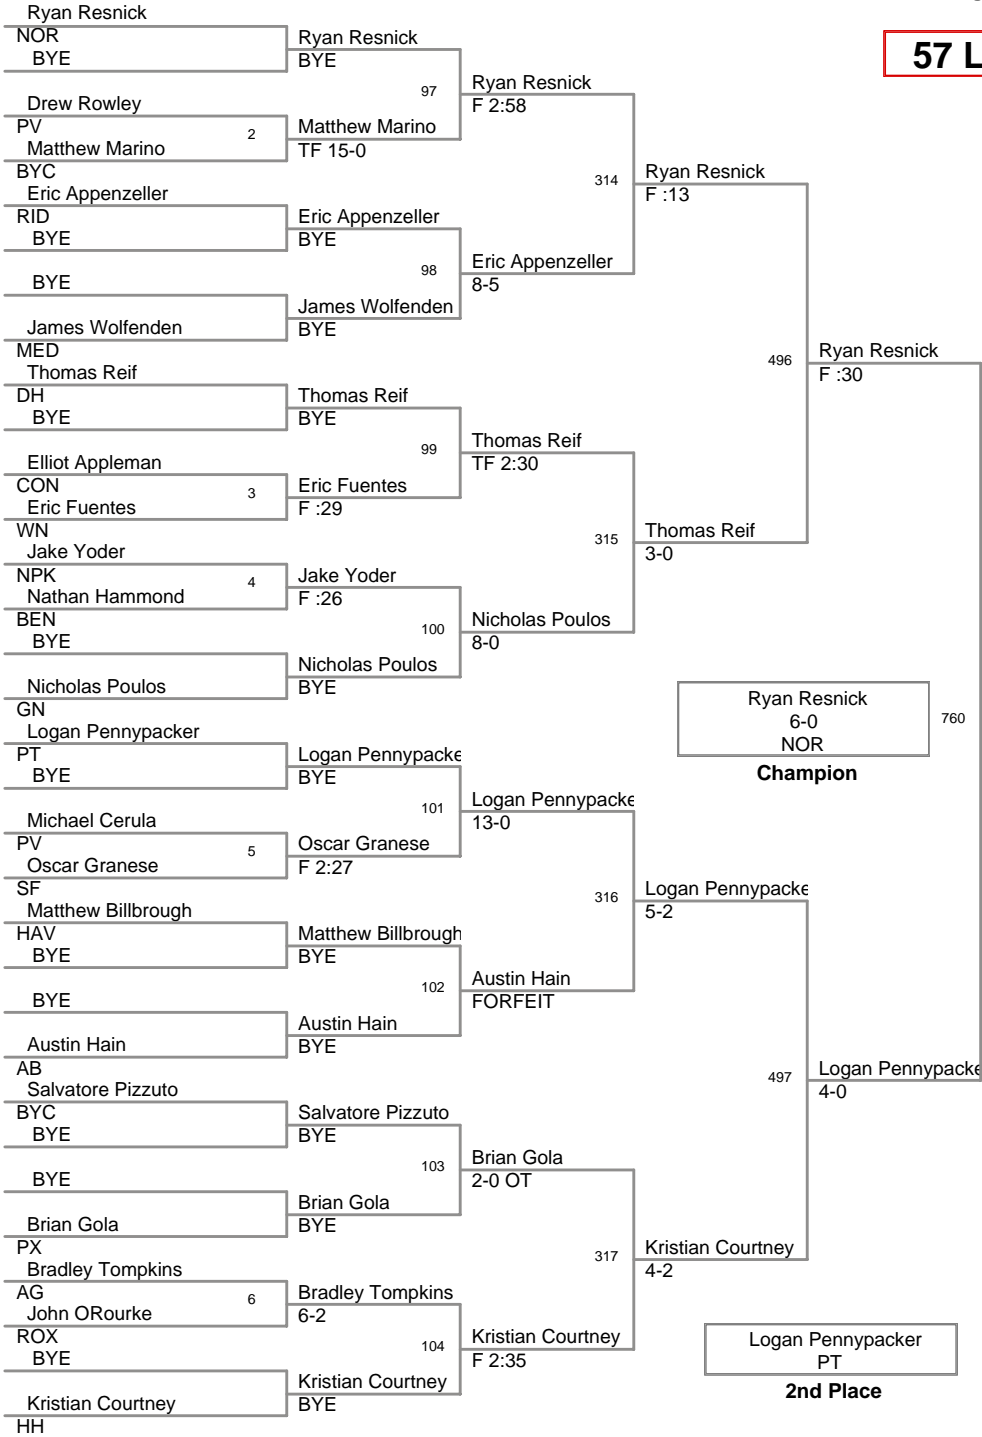 Ryan Resnick
NOR
BYE
Ryan Resnick
BYE
57 L
97
Ryan Resnick
F 2:58
Drew Rowley
PV
2
Matthew Marino
Matthew Marino
TF 15-0
BYC
Eric Appenzeller
314
Ryan Resnick
F :13
RID
BYE
Eric Appenzeller
BYE
98
Eric Appenzeller
8-5
BYE
James Wolfenden
James Wolfenden
BYE
MED
Thomas Reif
496
Ryan Resnick
F :30
DH
BYE
Thomas Reif
BYE
99
Thomas Reif
TF 2:30
Elliot Appleman
CON
3
Eric Fuentes
Eric Fuentes
F :29
WN
Jake Yoder
315
Thomas Reif
3-0
NPK
4
Nathan Hammond
Jake Yoder
F :26
BEN
BYE
100
Nicholas Poulos
8-0
Nicholas Poulos
Nicholas Poulos
BYE
GN
Logan Pennypacker
Ryan Resnick
6-0
NOR
760
Champion
PT
BYE
Logan Pennypacke
BYE
101
Logan Pennypacke
13-0
Michael Cerula
PV
5
Oscar Granese
Oscar Granese
F 2:27
SF
Matthew Billbrough
316
Logan Pennypacke
5-2
HAV
BYE
Matthew Billbrough
BYE
102
Austin Hain
FORFEIT
BYE
Austin Hain
Austin Hain
BYE
AB
Salvatore Pizzuto
497
Logan Pennypacke
4-0
BYC
BYE
Salvatore Pizzuto
BYE
103
Brian Gola
2-0 OT
BYE
Brian Gola
Brian Gola
BYE
PX
Bradley Tompkins
317
Kristian Courtney
4-2
AG
6
John ORourke
Bradley Tompkins
6-2
ROX
BYE
104
Kristian Courtney
F 2:35
Kristian Courtney
Kristian Courtney
BYE
HH
Logan Pennypacker
PT
2nd Place